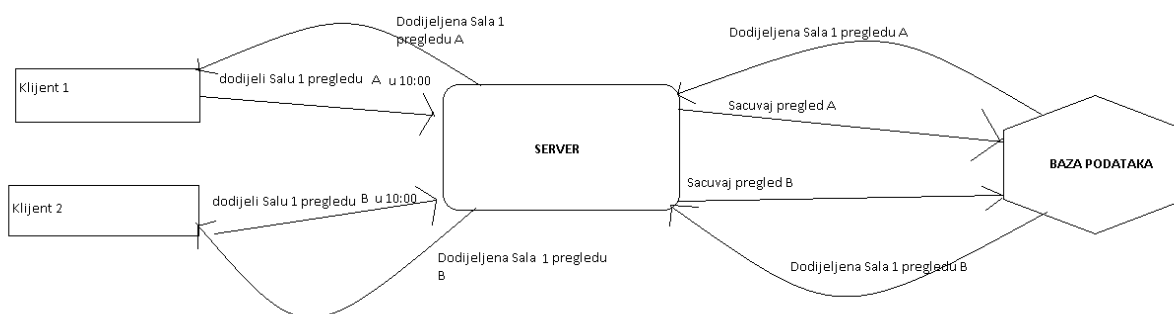 Dodijeljena Sala 1
pregledu A
Dodijeljena Sala 1 pregledu A
Klijent 1
dodijeli Salu 1 pregledu A u 10:00
Sacuvaj pregled A
SERVER
BAZA PODATAKA
Klijent 2
dodijeli Salu 1 pregledu B u 10:00
Sacuvaj pregled B
Dodijeljena Sala 1 pregledu
B
Dodijeljena Sala 1 pregledu B